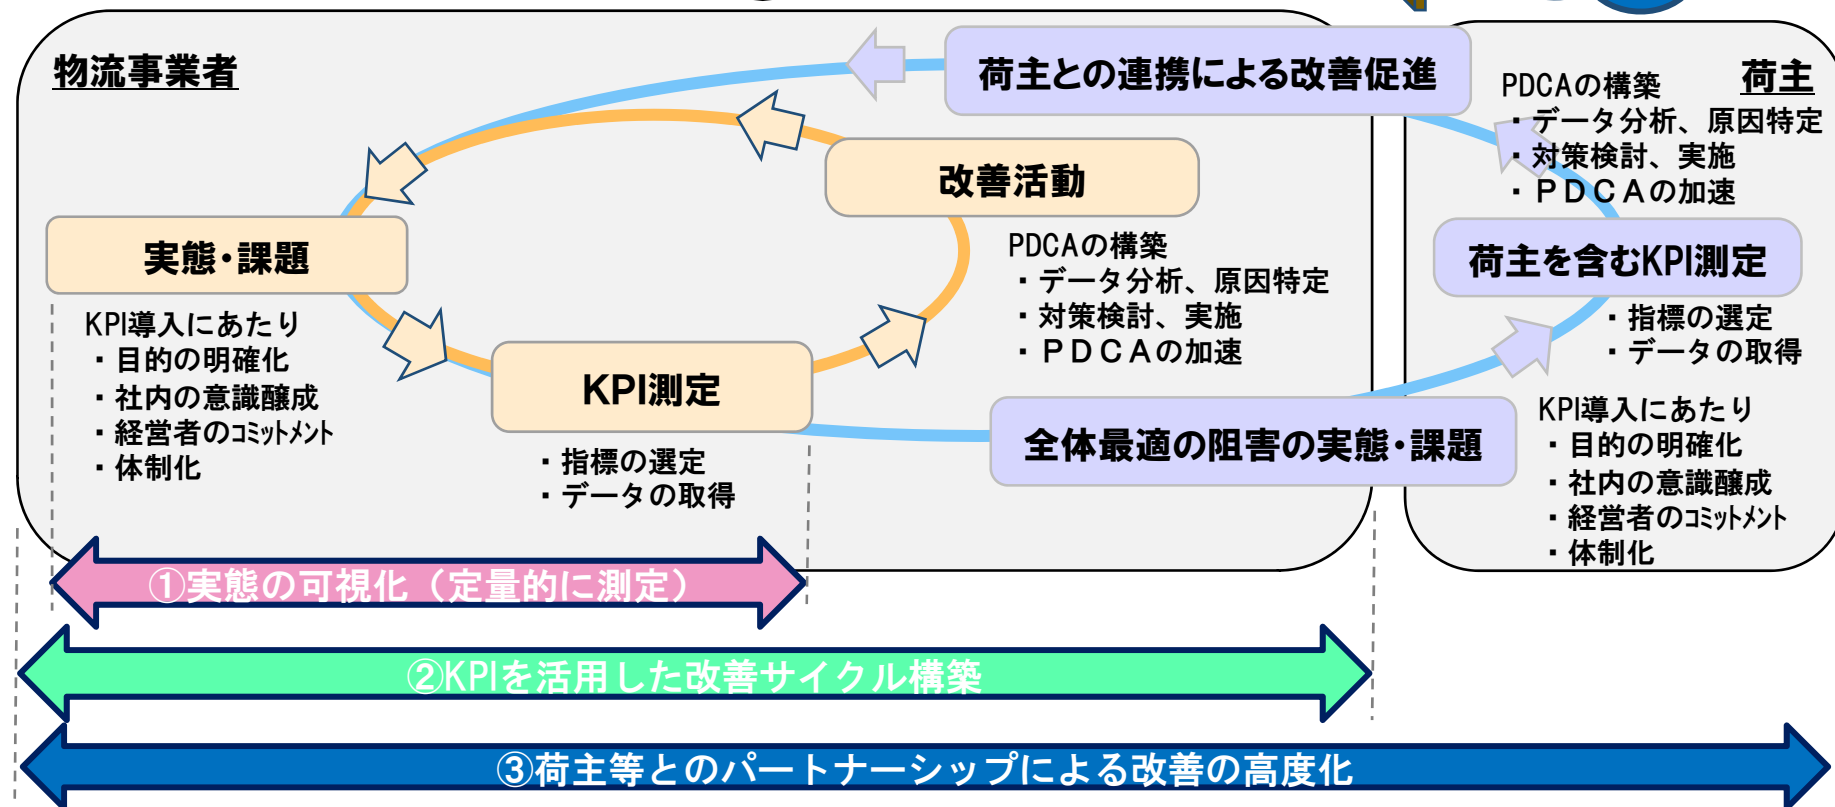 物流事業者
荷主との連携による改善促進
荷主
PDCAの構築
・データ分析、原因特定
・対策検討、実施
・ＰＤＣＡの加速
改善活動
実態・課題
PDCAの構築
・データ分析、原因特定
・対策検討、実施
・ＰＤＣＡの加速
荷主を含むKPI測定
・指標の選定
・データの取得
KPI導入にあたり
・目的の明確化
・社内の意識醸成
・経営者のｺﾐｯﾄﾒﾝﾄ
・体制化
KPI測定
・指標の選定
・データの取得
全体最適の阻害の実態・課題
KPI導入にあたり
・目的の明確化
・社内の意識醸成
・経営者のｺﾐｯﾄﾒﾝﾄ
・体制化
①実態の可視化（定量的に測定）
②KPIを活用した改善サイクル構築
③荷主等とのパートナーシップによる改善の高度化